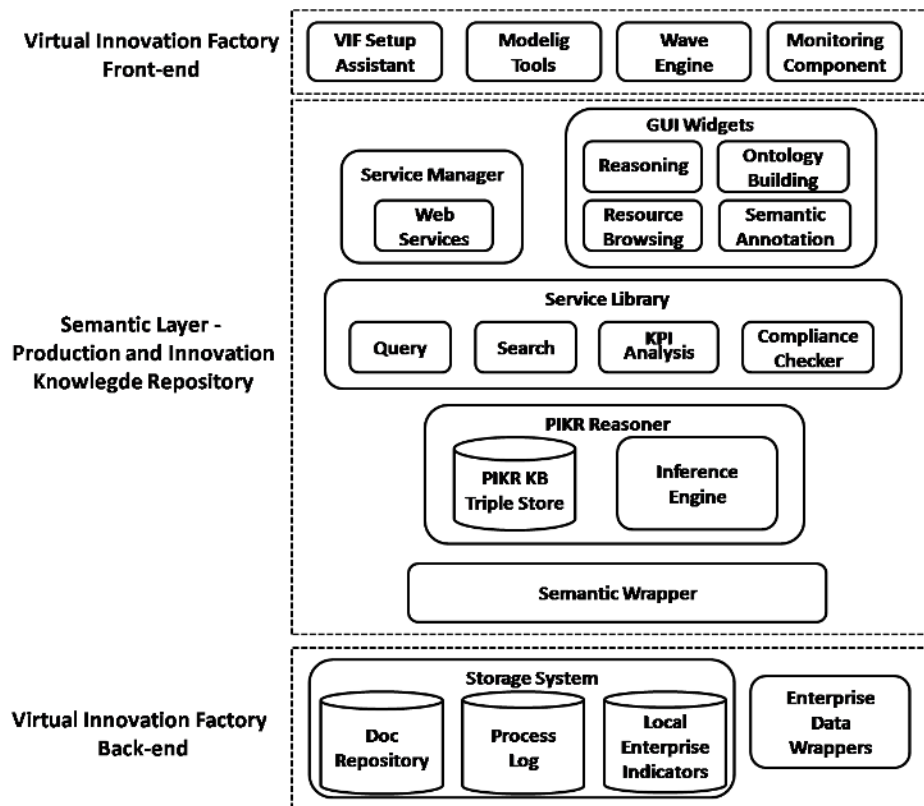 Virtual Innovation Factory
Front-end
VIF Setup
Assistant
Modelig
Tools
Wave
Engine
Monitoring
Component
Semantic Layer -
Production and Innovation
Knowlegde Repository
GUI Widgets
Reasoning
Ontology
Building
Resource
Browsing
Semantic
Annotation
Service Manager
Web
Services
Service Library
Query
Search
KPI
Analysis
Compliance
Checker
PIKR Reasoner
PIKR KB
Triple Store
Inference
Engine
Semantic Wrapper
Virtual Innovation Factory
Back-end
Storage System
Doc
Repository
Process
Log
Local
Enterprise
Indicators
Enterprise
Data
Wrappers